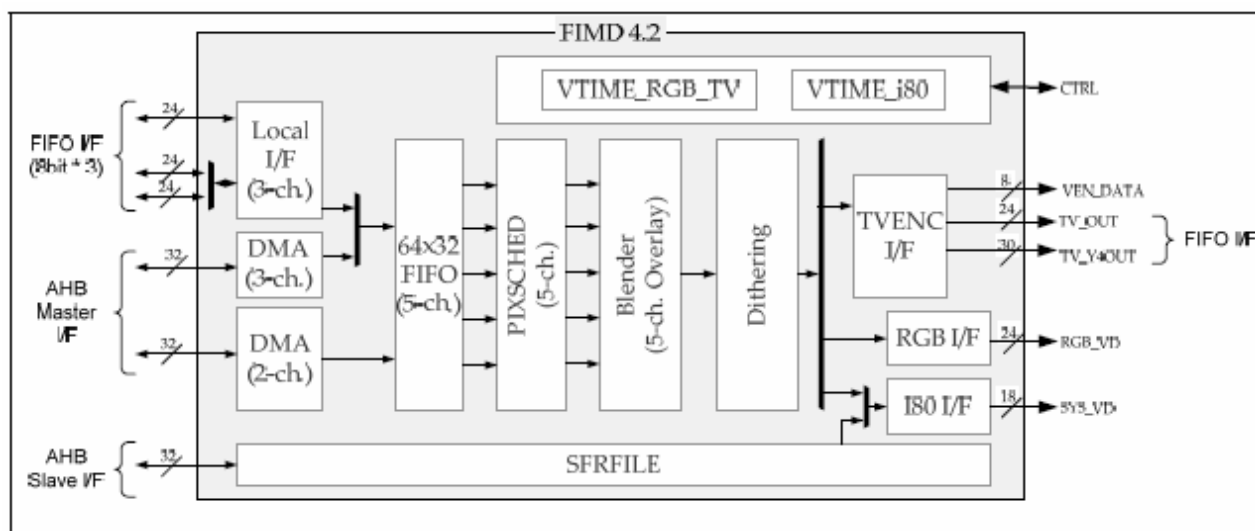 FIMD 4.2
VTIME_RGB_TV
VTIME_i80
CTRL
FIFO I/F
(8bit * 3)
24
24
24
Local
I/F
(3-ch.)
AHB
Master
I/F
32
32
DMA
(3-ch.)
DMA
(2-ch.)
64x32
FIFO
(5-ch.)
PIXSCHED
(5-ch.)
Blender
(5-ch. Overlay)
Dithering
TVENC
I/F
8
VEN_DATA
24
TV_OUT
30
TV_Y4OUT
FIFO I/F
RGB I/F
24
RGB_VD
I80 I/F
18
SYS_VD
AHB
Slave I/F
32
SFRFILE